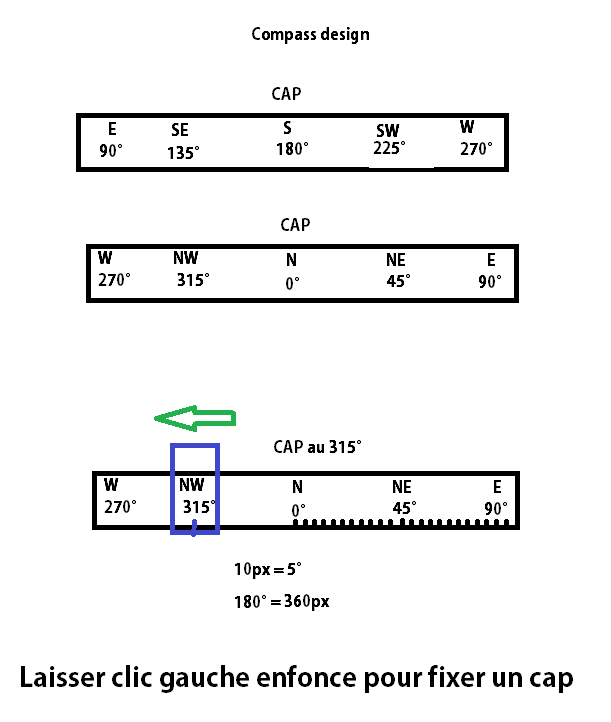 Compass design
CAP
E SE S SW W
90° 135° 180° 225° 270°
CAP
W NW N NE E
270° 315° 0° 45° 90°
CAP au 315°
W NW N NE E
270° 315° 0° 45° 90°
10px = 5°
180° = 360px
Laisser clic gauche enfonce pour fixer un cap